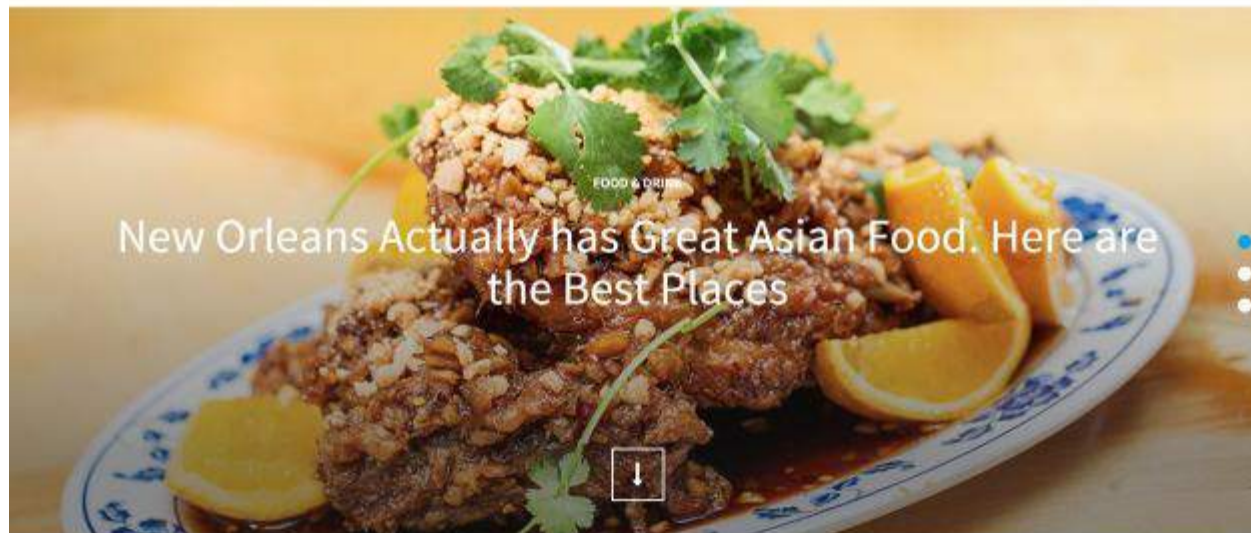 FOOD & DRINK
New Orleans Actually has Great Asian Food. Here are
the Best Places